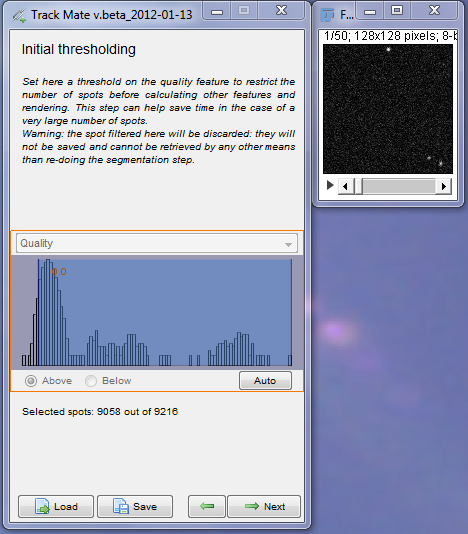 Track Mate v.beta_2012-01-13
Initial thresholding
Set here a threshold on the quality feature to restrict the
number of spots before calculating other features and
rendering. This step can help save time in the case of a
very large number of spots.
Warning: the spot filtered here will be discarded: they will
not be saved and cannot be retrieved by any other means
than re-doing the segmentation step.
Quality
0.0
Above Below Auto
Selected spots: 9058 out of 9216
Load Save Next
F...
1/50; 128x128 pixels; 8-b